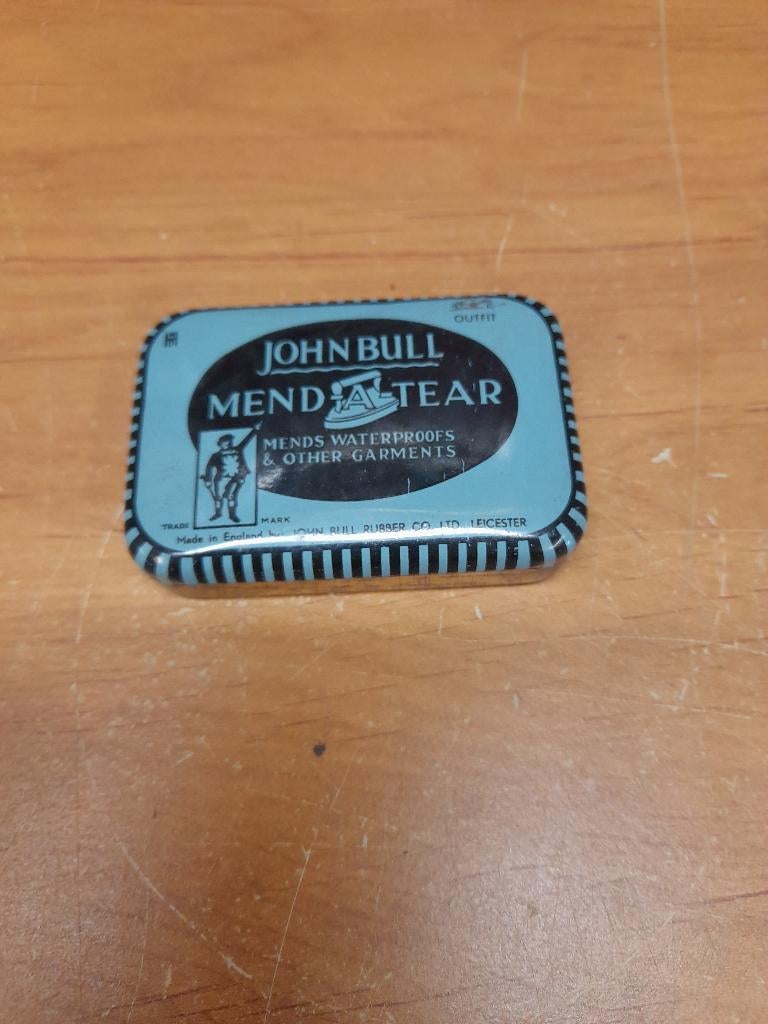 OUTFIT
JOHN BULL
MEND-A-TEAR
MENDS WATERPROOFS
& OTHER GARMENTS
TRADE MARK
Made in England by JOHN BULL RUBBER CO. LTD. LEICESTER